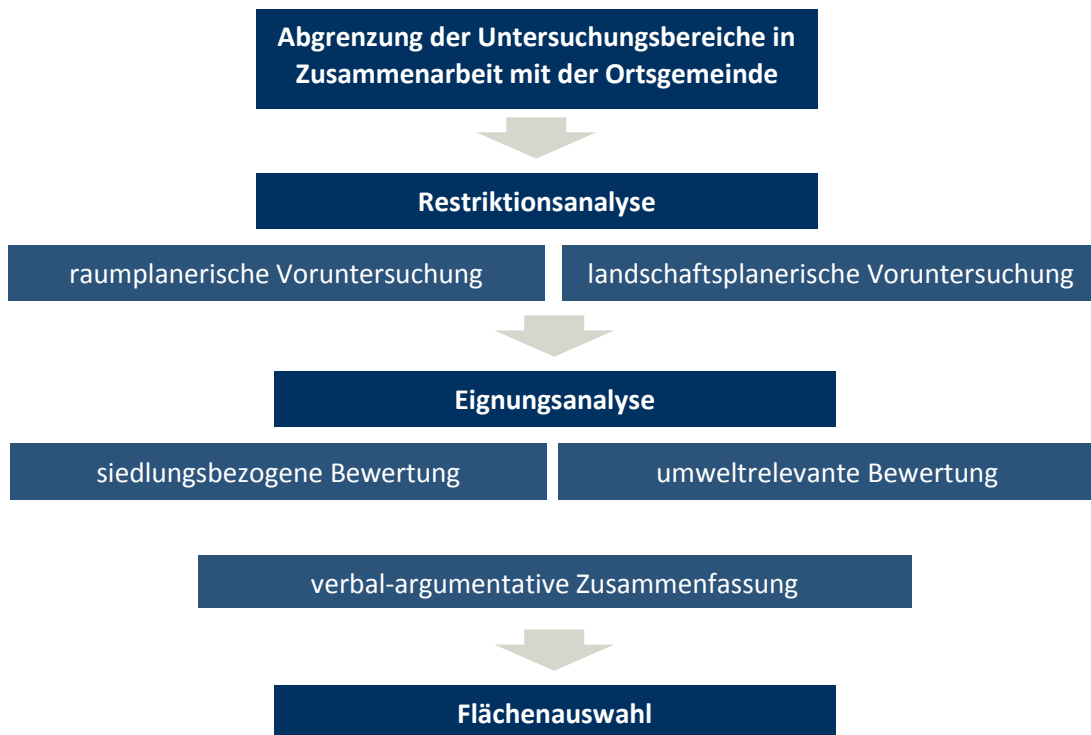 Abgrenzung der Untersuchungsbereiche in
Zusammenarbeit mit der Ortsgemeinde
Restriktionsanalyse
raumplanerische Voruntersuchung
landschaftsplanerische Voruntersuchung
Eignungsanalyse
siedlungsbezogene Bewertung
umweltrelevante Bewertung
verbal-argumentative Zusammenfassung
Flächenauswahl